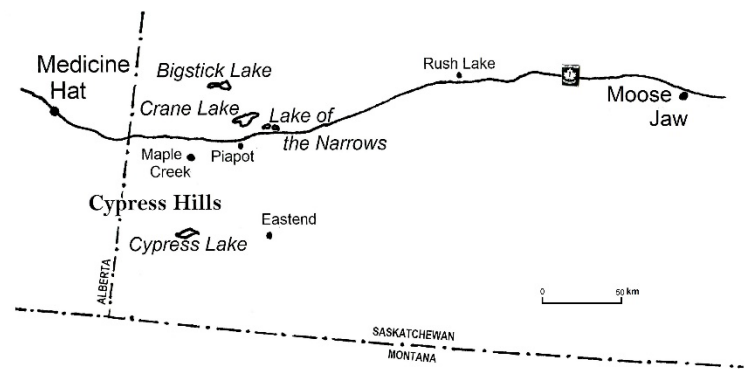 Rush Lake
1
Medicine
Hat
Bigstick Lake
Crane Lake
Lake of
the Narrows
Moose
Jaw
Maple
Creek
Piapot
Cypress Hills
Cypress Lake
Eastend
ALBERTA
0 50 km
SASKATCHEWAN
MONTANA